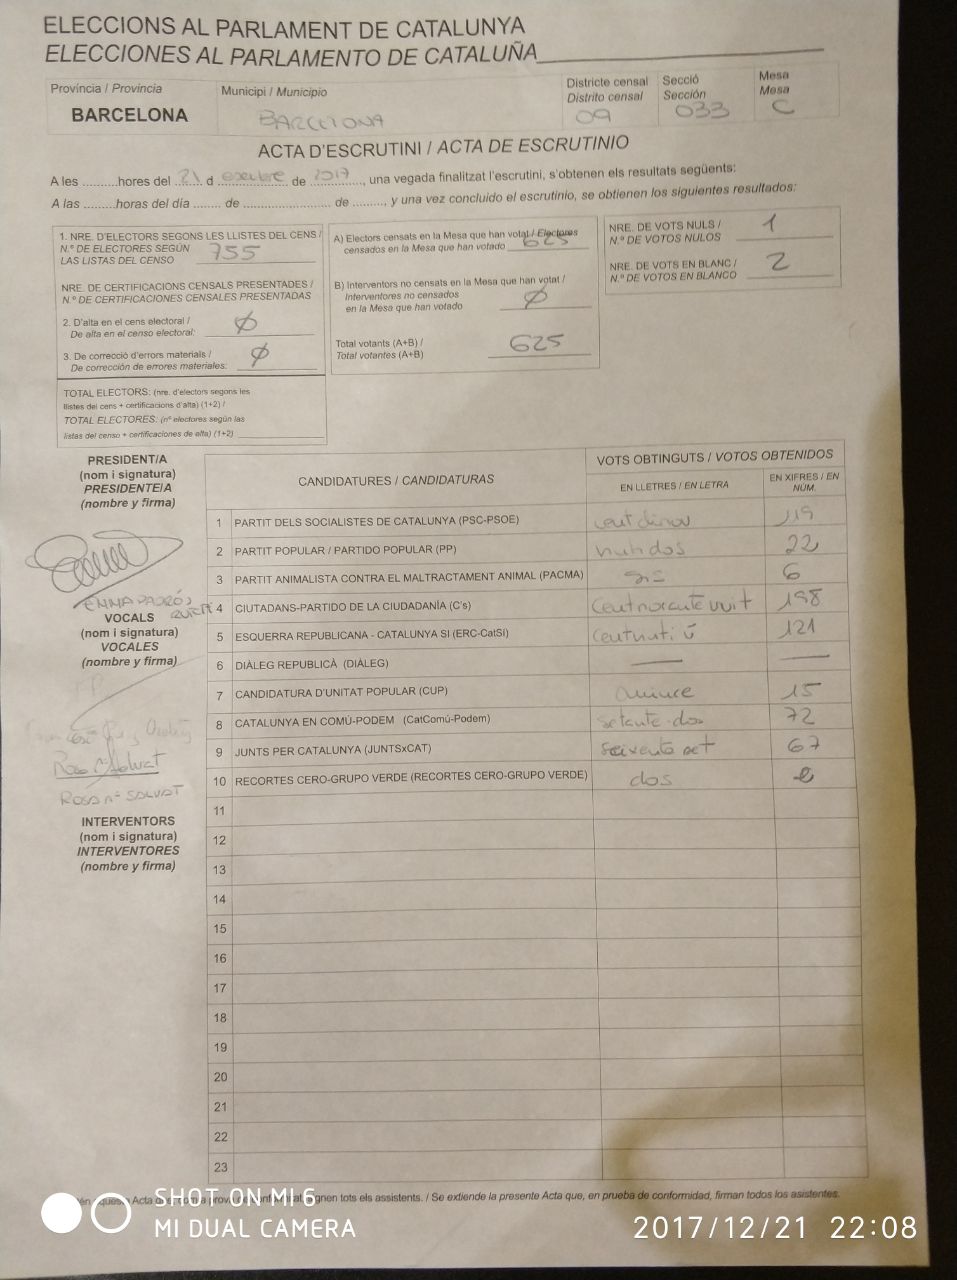 ELECCIONS AL PARLAMENT DE CATALUNYA
ELECCIONES AL PARLAMENTO DE CATALUÑA
Província / Provincia
BARCELONA
Municipi / Municipio
BARCELONA
Districte censal
Distrito censal
09
Secció
Sección
033
Mesa
Mesa
C
ACTA D'ESCRUTINI / ACTA DE ESCRUTINIO
A les .........hores del 21 d desembre de 2017, una vegada finalitzat l'escrutini, s'obtenen els resultats següents:
A las .........horas del día ....... de ...................... de ........, y una vez concluido el escrutinio, se obtienen los siguientes resultados:
1. NRE. D'ELECTORS SEGONS LES LLISTES DEL CENS /
N.º DE ELECTORES SEGÚN
LAS LISTAS DEL CENSO 755
NRE. DE CERTIFICACIONS CENSALS PRESENTADES /
N.º DE CERTIFICACIONES CENSALES PRESENTADAS
2. D'alta en el cens electoral /
De alta en el censo electoral: Ø
3. De correcció d'errors materials /
De corrección de errores materiales: Ø
TOTAL ELECTORS: (nre. d'electors segons les
llistes del cens + certificacions d'alta) (1+2) /
TOTAL ELECTORES: (nº electores según las
listas del censo + certificaciones de alta) (1+2)
A) Electors censats en la Mesa que han votat / Electores
censados en la Mesa que han votado 625
B) Interventors no censats en la Mesa que han votat /
Interventores no censados
en la Mesa que han votado Ø
Total votants (A+B) /
Total votantes (A+B) 625
NRE. DE VOTS NULS /
N.º DE VOTOS NULOS 1
NRE. DE VOTS EN BLANC /
N.º DE VOTOS EN BLANCO 2
PRESIDENT/A
(nom i signatura)
PRESIDENTE/A
(nombre y firma)
EMMA PADRÓS
VOCALS
(nom i signatura)
VOCALES
(nombre y firma)
Rosa Mª Salvat
ROSA Mª SALVAT
INTERVENTORS
(nom i signatura)
INTERVENTORES
(nombre y firma)
CANDIDATURES / CANDIDATURAS
VOTS OBTINGUTS / VOTOS OBTENIDOS
EN LLETRES / EN LETRA
EN XIFRES / EN
NÚM.
1 PARTIT DELS SOCIALISTES DE CATALUNYA (PSC-PSOE) cent dinou 119
2 PARTIT POPULAR / PARTIDO POPULAR (PP) vint-i-dos 22
3 PARTIT ANIMALISTA CONTRA EL MALTRACTAMENT ANIMAL (PACMA) sis 6
4 CIUTADANS-PARTIDO DE LA CIUDADANÍA (C's) Cent norante vuit 198
5 ESQUERRA REPUBLICANA - CATALUNYA SI (ERC-CatSí) Cent vint i ú 121
6 DIÀLEG REPUBLICÀ (DIÀLEG) — —
7 CANDIDATURA D'UNITAT POPULAR (CUP) quince 15
8 CATALUNYA EN COMÚ-PODEM (CatComú-Podem) setante-dos 72
9 JUNTS PER CATALUNYA (JUNTSxCAT) seixenta set 67
10 RECORTES CERO-GRUPO VERDE (RECORTES CERO-GRUPO VERDE) dos 2
11
12
13
14
15
16
17
18
19
20
21
22
23
aquesta Acta que, com a prova de conformitat, signen tots els assistents. / Se extiende la presente Acta que, en prueba de conformidad, firman todos los asistentes.
SHOT ON MI 6
MI DUAL CAMERA
2017/12/21 22:08